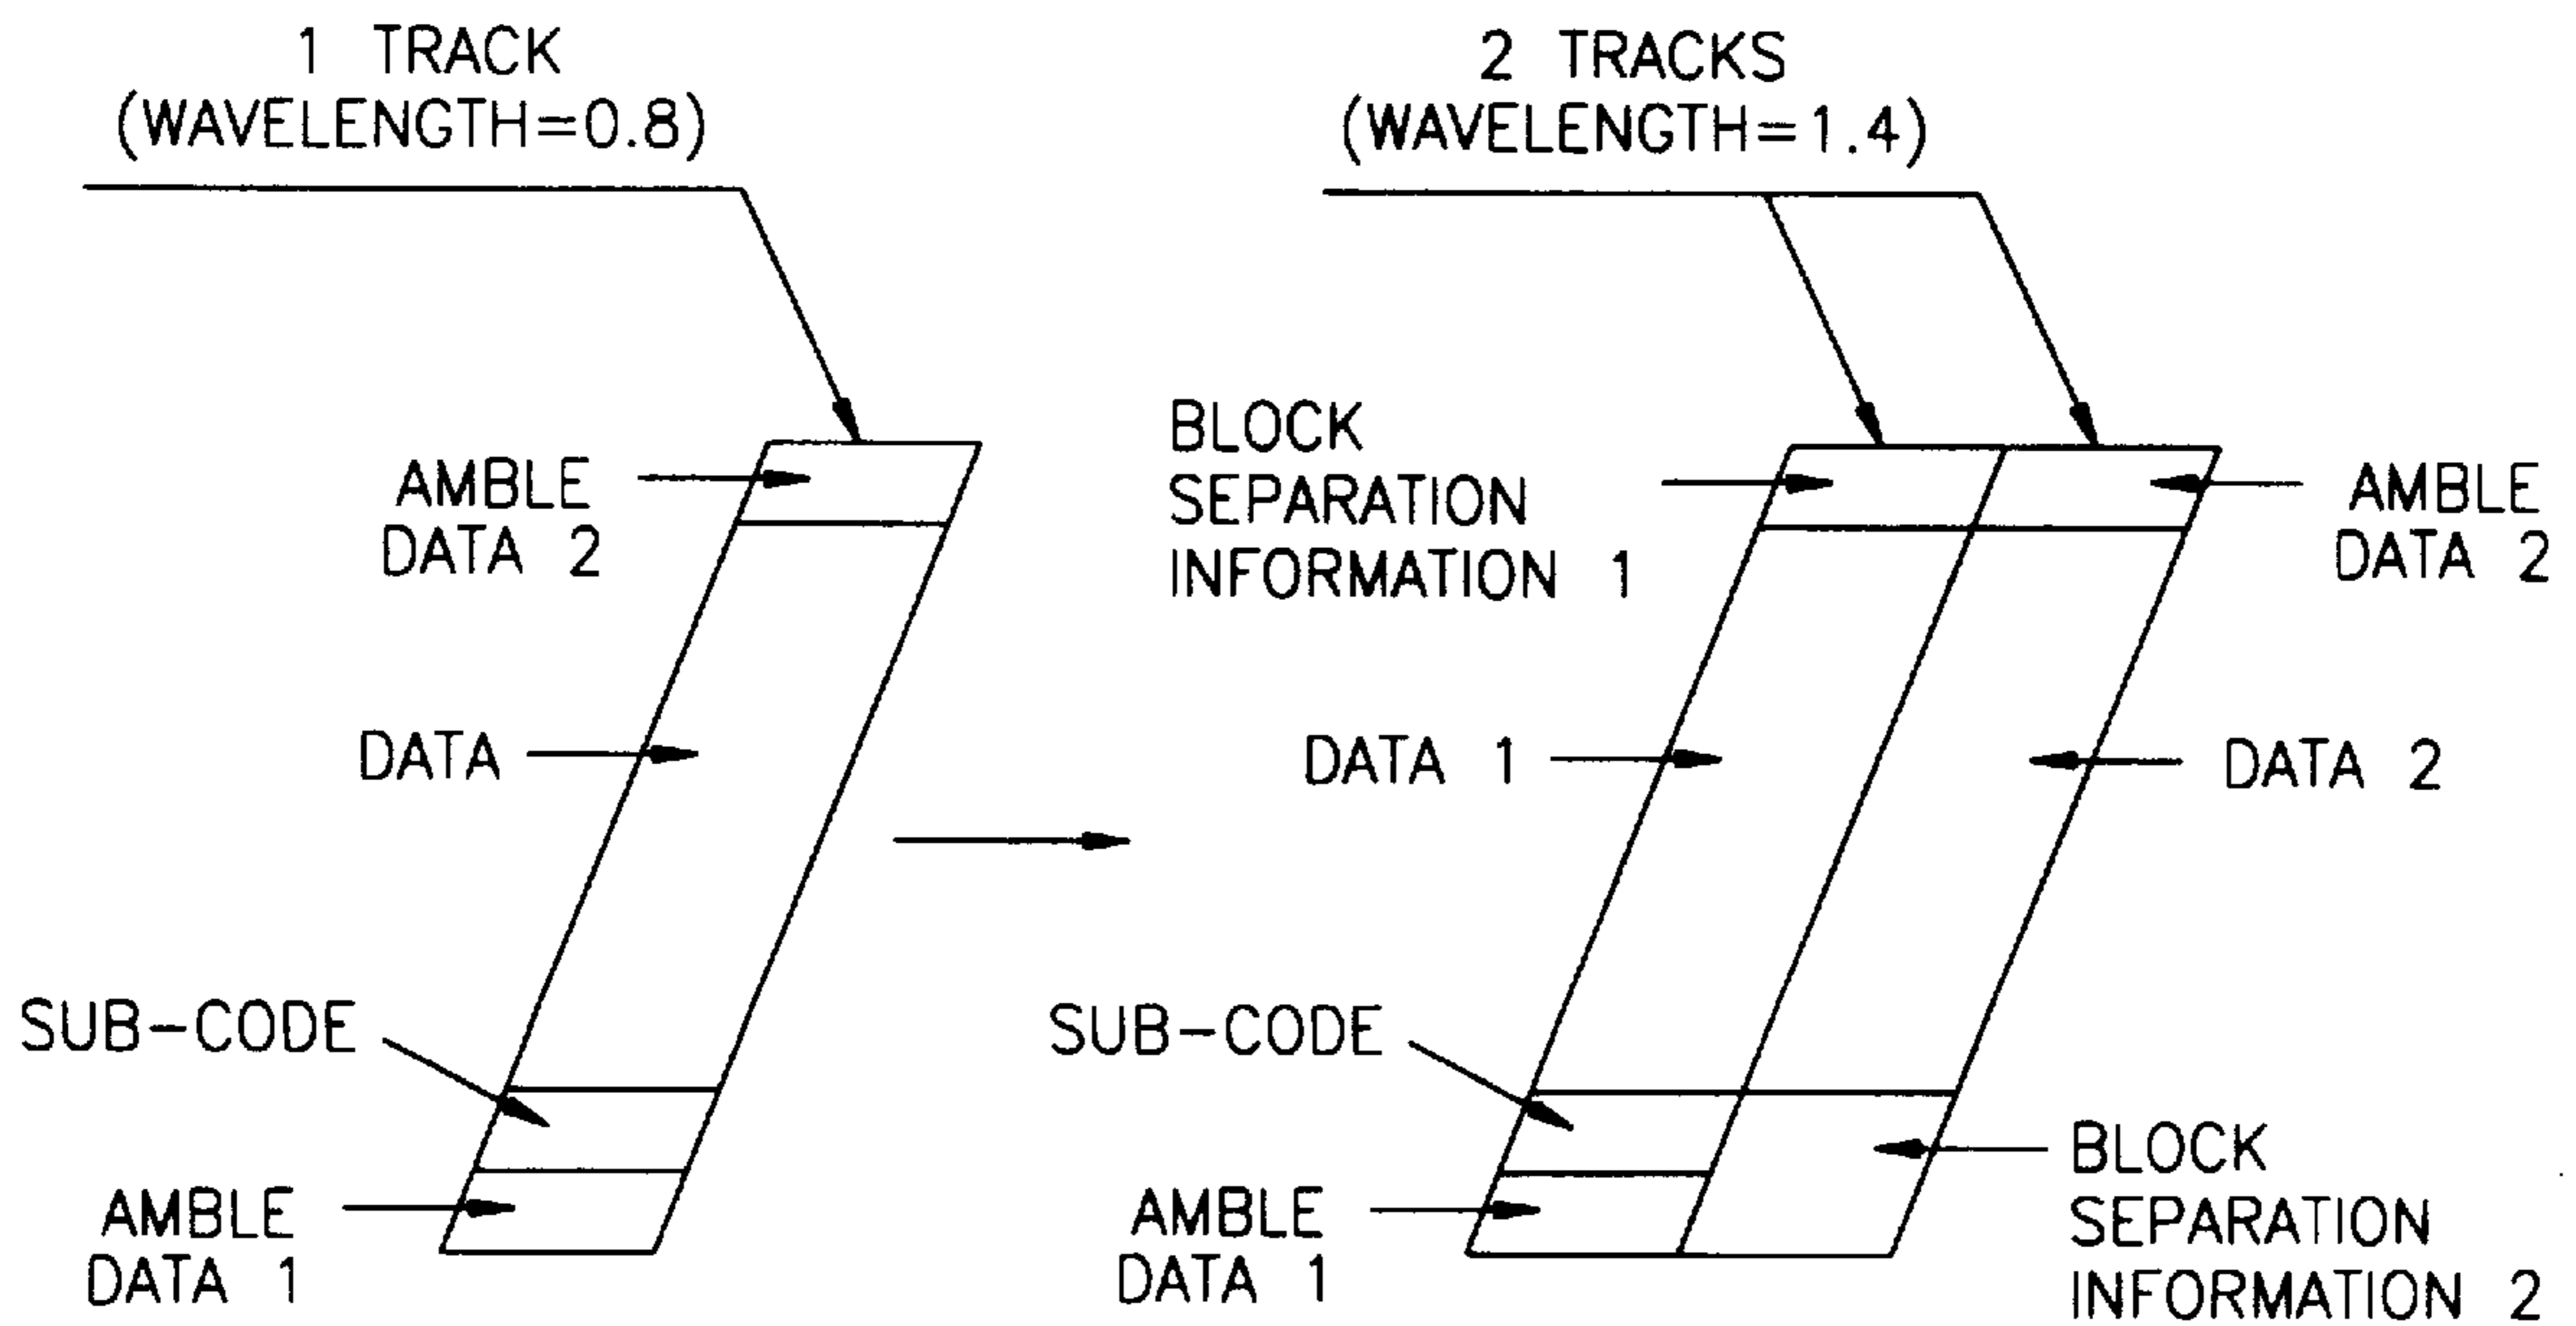 1 TRACK
(WAVELENGTH=0.8)
AMBLE
DATA 2
DATA
SUB-CODE
AMBLE
DATA 1
2 TRACKS
(WAVELENGTH=1.4)
BLOCK
SEPARATION
INFORMATION 1
AMBLE
DATA 2
DATA 1
DATA 2
SUB-CODE
AMBLE
DATA 1
BLOCK
SEPARATION
INFORMATION 2